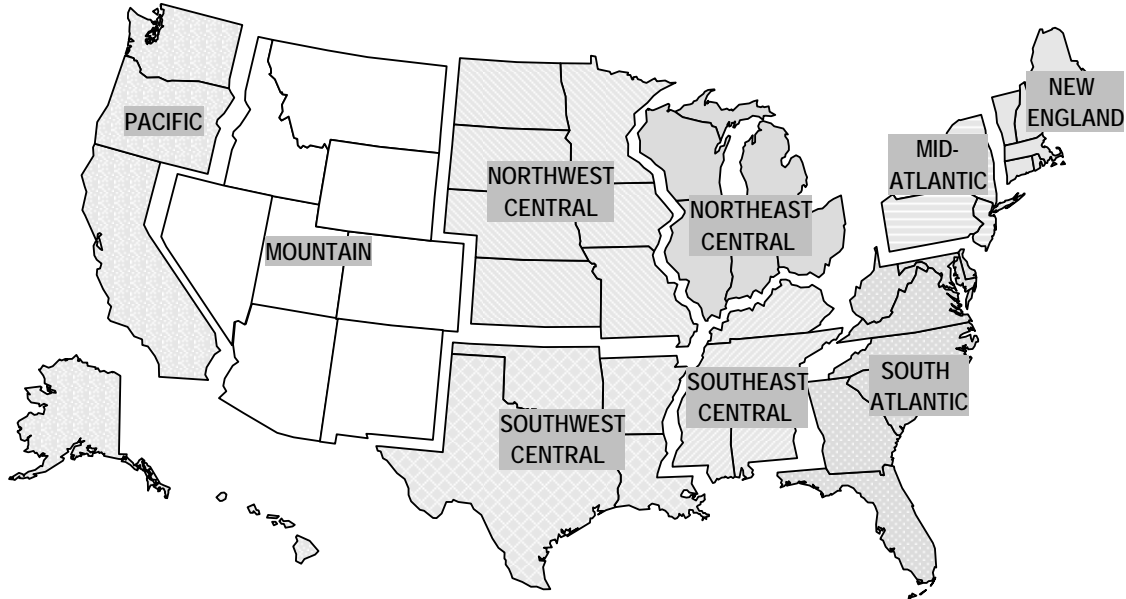 PACIFIC
MOUNTAIN
NORTHWEST
CENTRAL
NORTHEAST
CENTRAL
MID-
ATLANTIC
NEW
ENGLAND
SOUTHWEST
CENTRAL
SOUTHEAST
CENTRAL
SOUTH
ATLANTIC